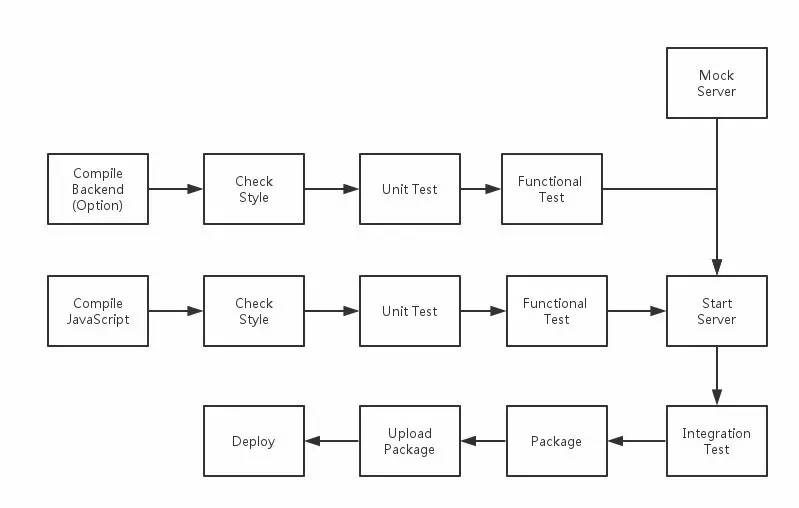 Mock
Server
Compile
Backend
(Option)
Check
Style
Unit Test
Functional
Test
Compile
JavaScript
Check
Style
Unit Test
Functional
Test
Start
Server
Deploy
Upload
Package
Package
Integration
Test